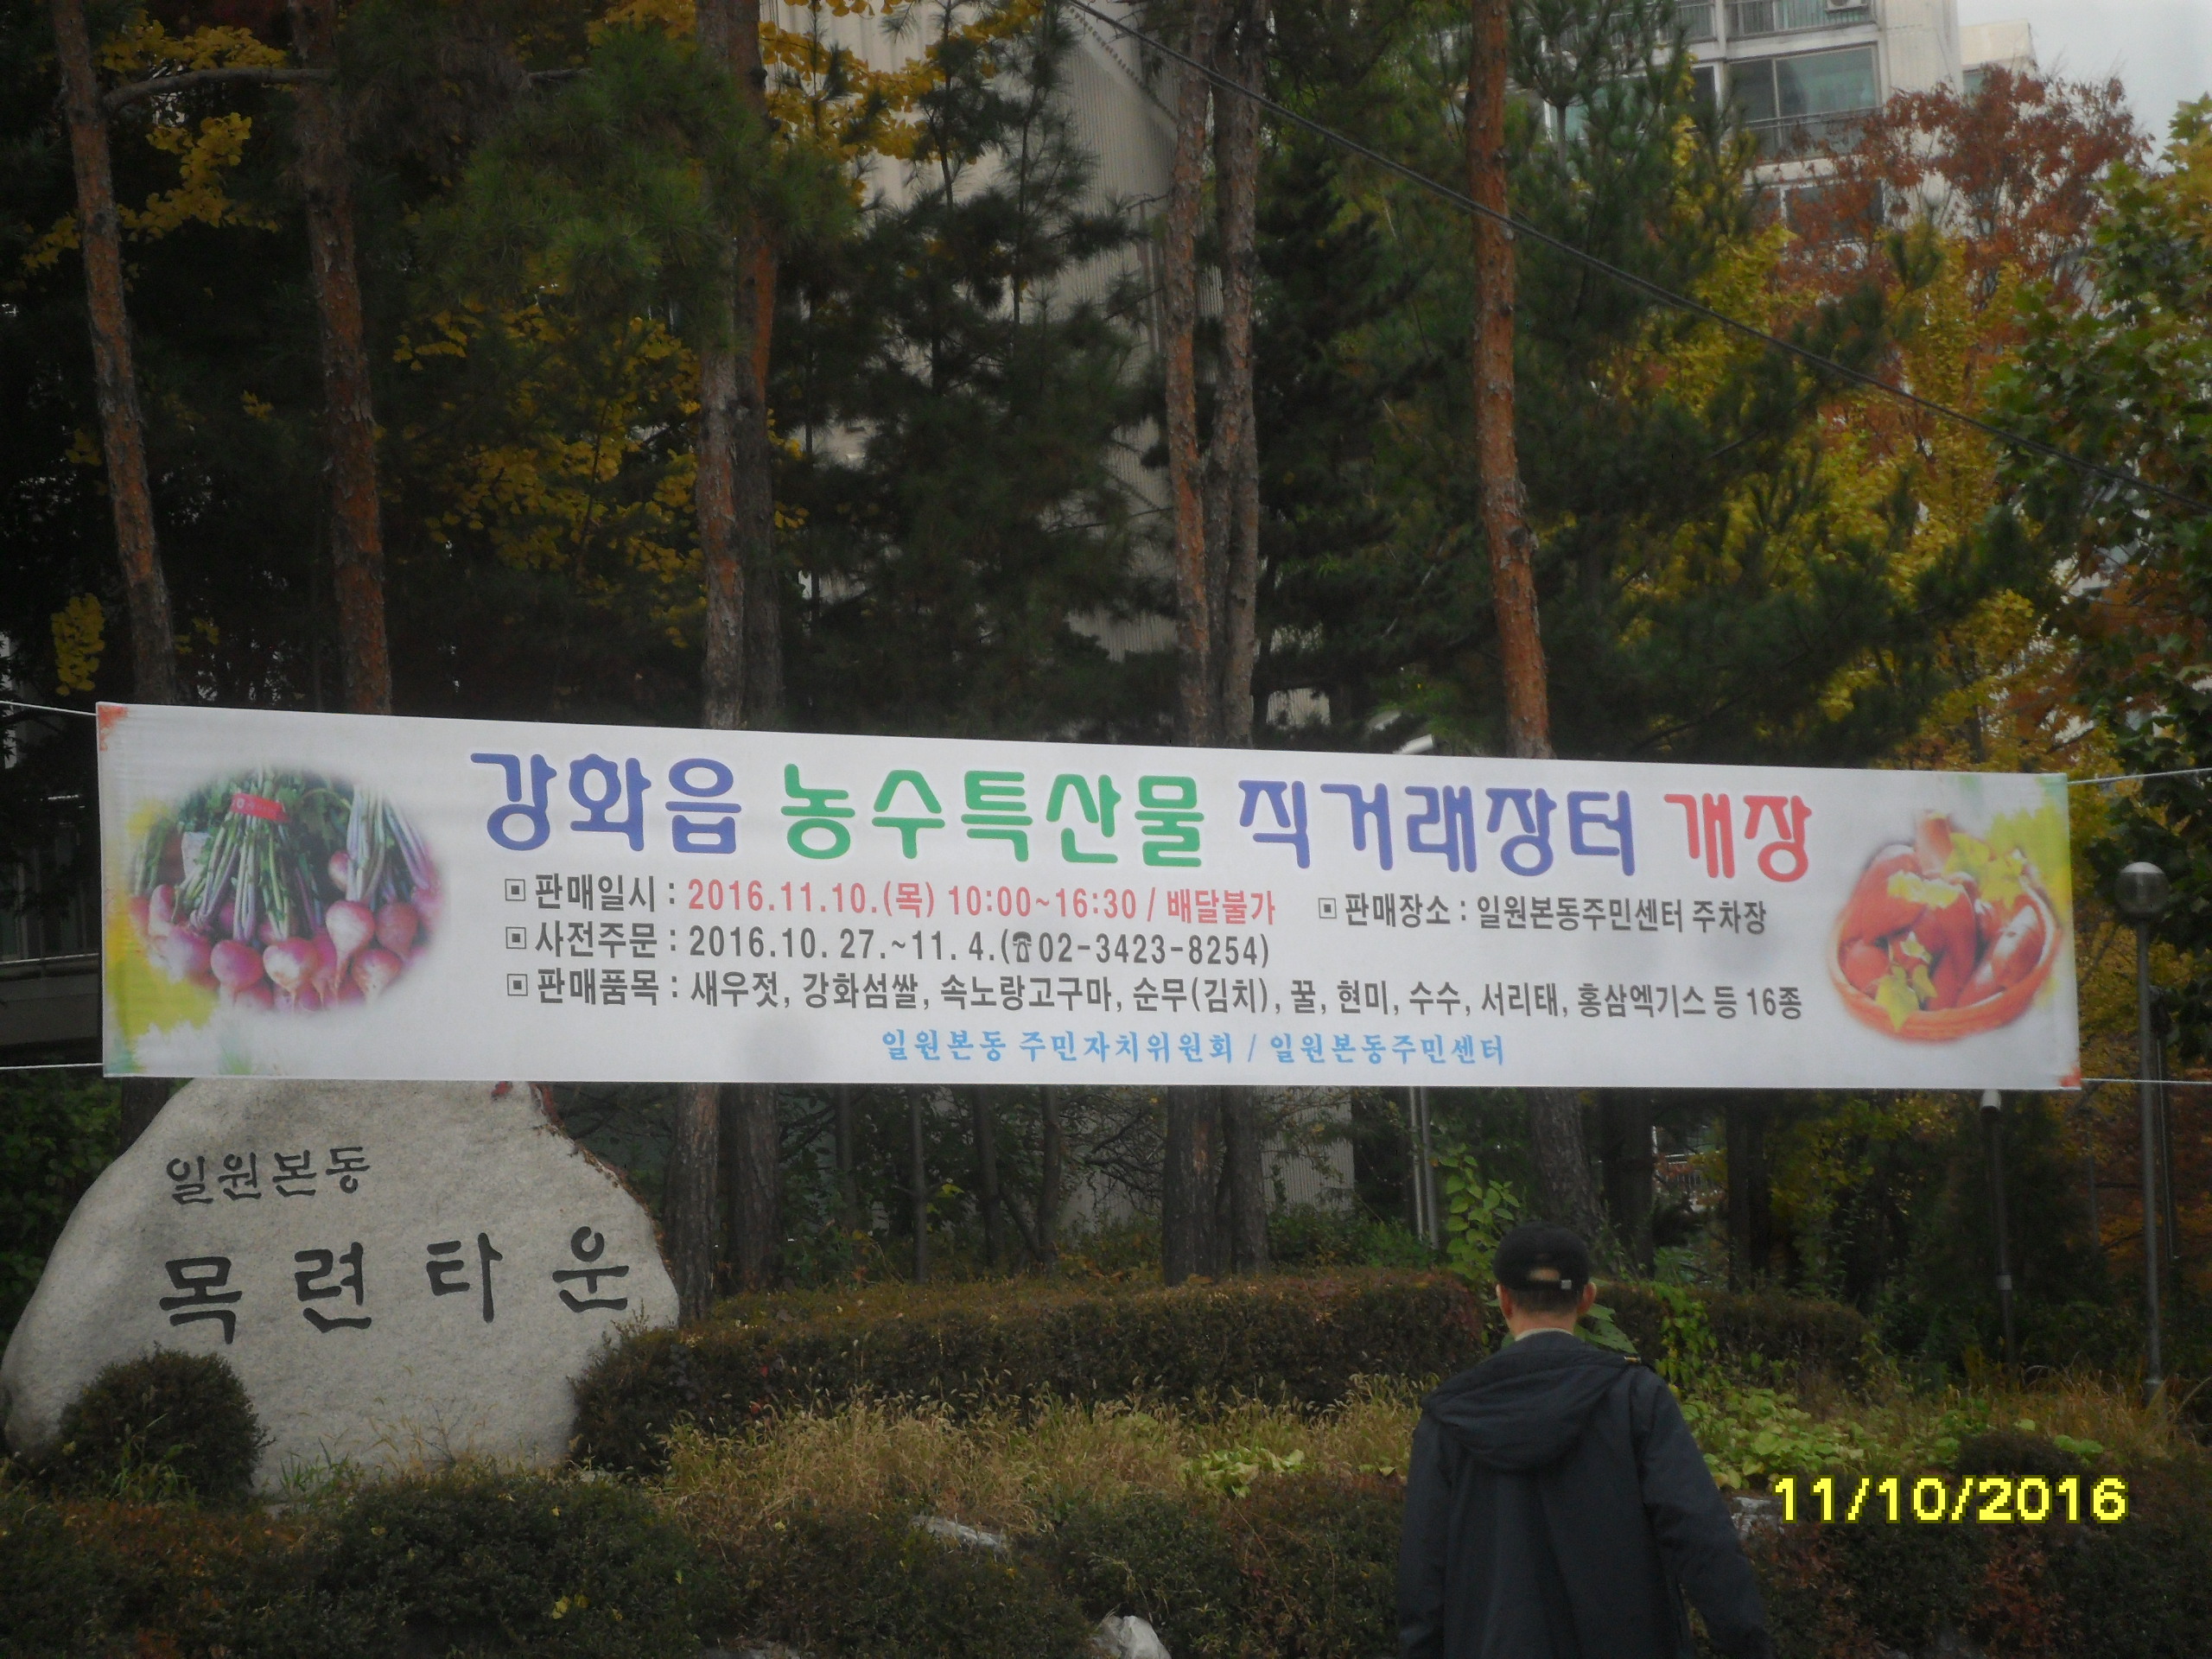 강화읍 농수특산물 직거래장터 개장
▣ 판매일시 : 2016.11.10.(목) 10:00~16:30 / 배달불가 ▣ 판매장소 : 일원본동주민센터 주차장
▣ 사전주문 : 2016.10. 27.~11. 4.(☎02-3423-8254)
▣ 판매품목 : 새우젓, 강화섬쌀, 속노랑고구마, 순무(김치), 꿀, 현미, 수수, 서리태, 홍삼엑기스 등 16종
일원본동 주민자치위원회 / 일원본동주민센터
일원본동
목련타운
11/10/2016